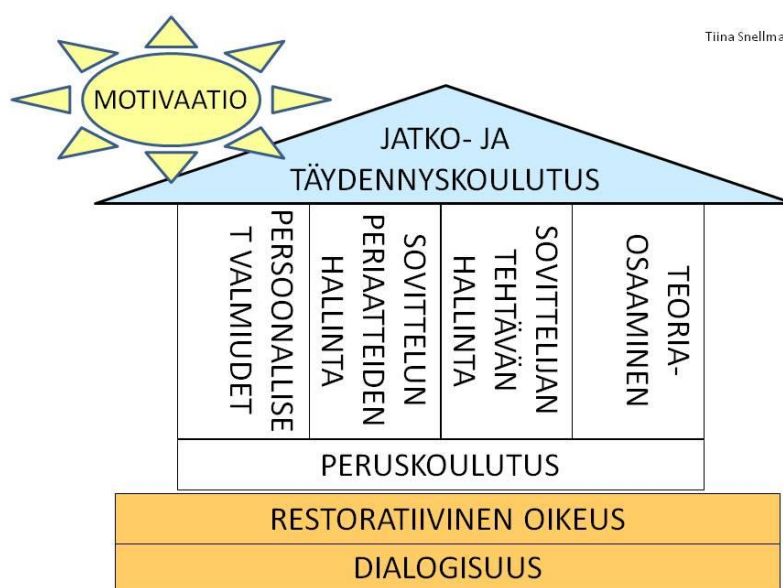 Tiina Snellma
MOTIVAATIO
JATKO- JA
TÄYDENNYSKOULUTUS
PERSOONALLISE
T VALMIUDET
SOVITTELUN
PERIAATTEIDEN
HALLINTA
SOVITTELIJAN
TEHTÄVÄN
HALLINTA
TEORIA-
OSAAMINEN
PERUSKOULUTUS
RESTORATIIVINEN OIKEUS
DIALOGISUUS